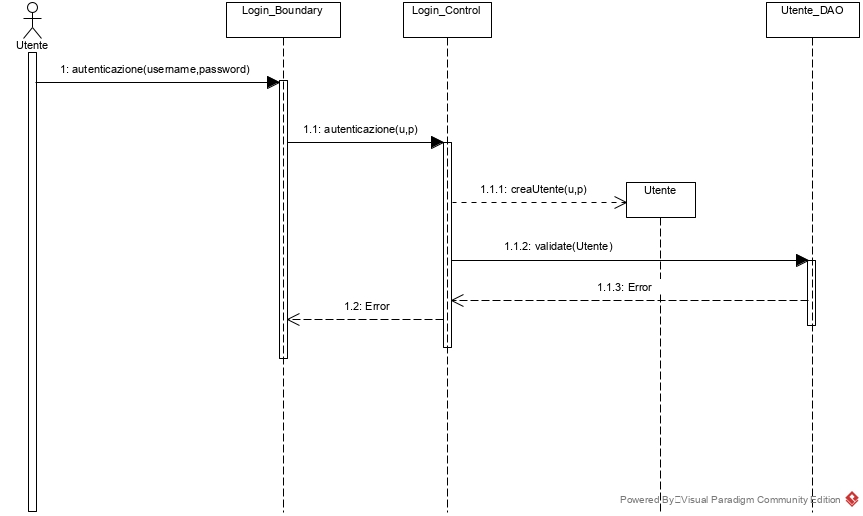 Login_Boundary
Login_Control
Utente_DAO
Utente
1: autenticazione(username,password)
1.1: autenticazione(u,p)
1.1.1: creaUtente(u,p)
Utente
1.1.2: validate(Utente)
1.1.3: Error
1.2: Error
Powered By Visual Paradigm Community Edition